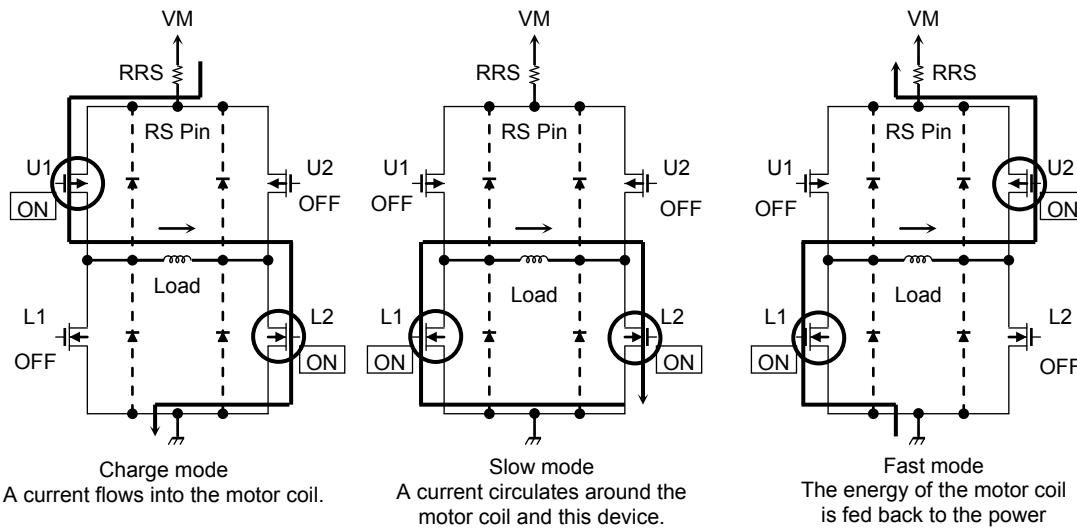 VM
RRS
RS Pin
U1
ON
U2
OFF
Load
L1
OFF
L2
ON
Charge mode
A current flows into the motor coil.
VM
RRS
RS Pin
U1
OFF
U2
OFF
Load
L1
ON
L2
ON
Slow mode
A current circulates around the
motor coil and this device.
VM
RRS
RS Pin
U1
OFF
U2
ON
Load
L1
ON
L2
OFF
Fast mode
The energy of the motor coil
is fed back to the power